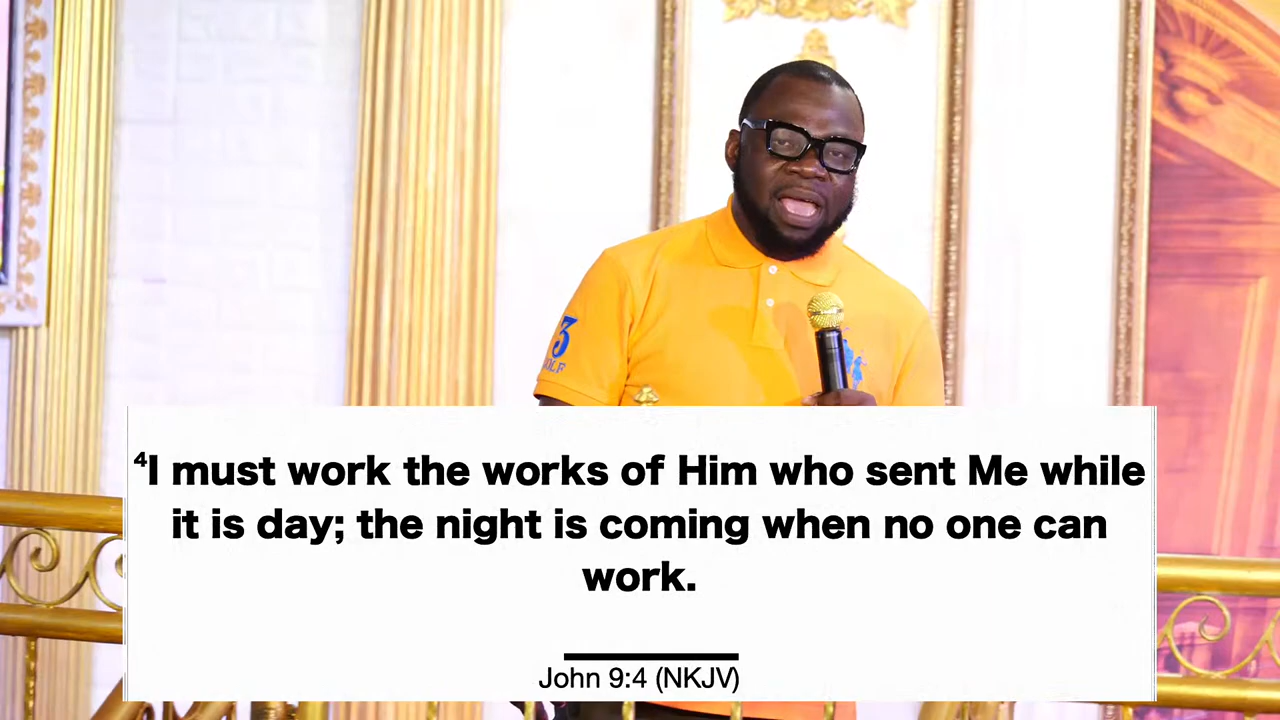 3
⁴I must work the works of Him who sent Me while
it is day; the night is coming when no one can
work.
John 9:4 (NKJV)